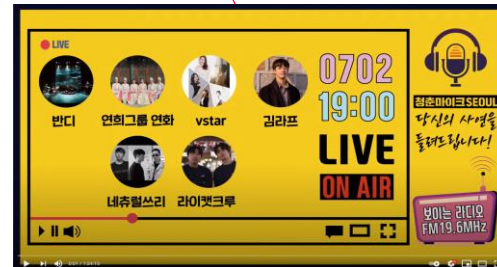 LIVE
반디
연희그룹 연화
vstar
김라프
네츄럴쓰리
라이캣크루
0702
19:00
LIVE
ON AIR
청춘마이크SEOUL
당신의 사연을
들려드립니다!
보이는 라디오
FM19.6MHz